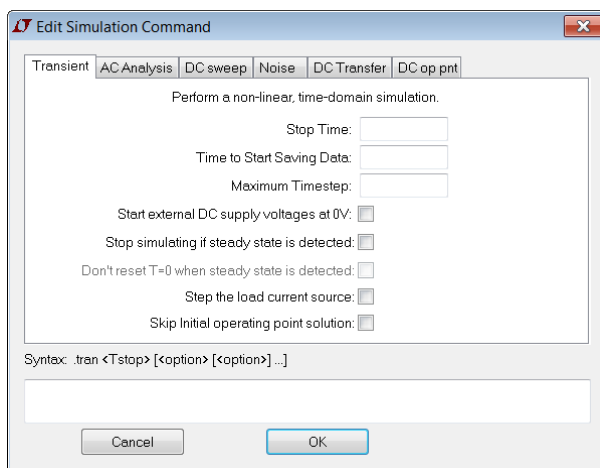 Edit Simulation Command
Transient AC Analysis DC sweep Noise DC Transfer DC op pnt
Perform a non-linear, time-domain simulation.
Stop Time:
Time to Start Saving Data:
Maximum Timestep:
Start external DC supply voltages at 0V:
Stop simulating if steady state is detected:
Don't reset T=0 when steady state is detected:
Step the load current source:
Skip Initial operating point solution:
Syntax: .tran <Tstop> [<option> [<option>] ...]
Cancel OK